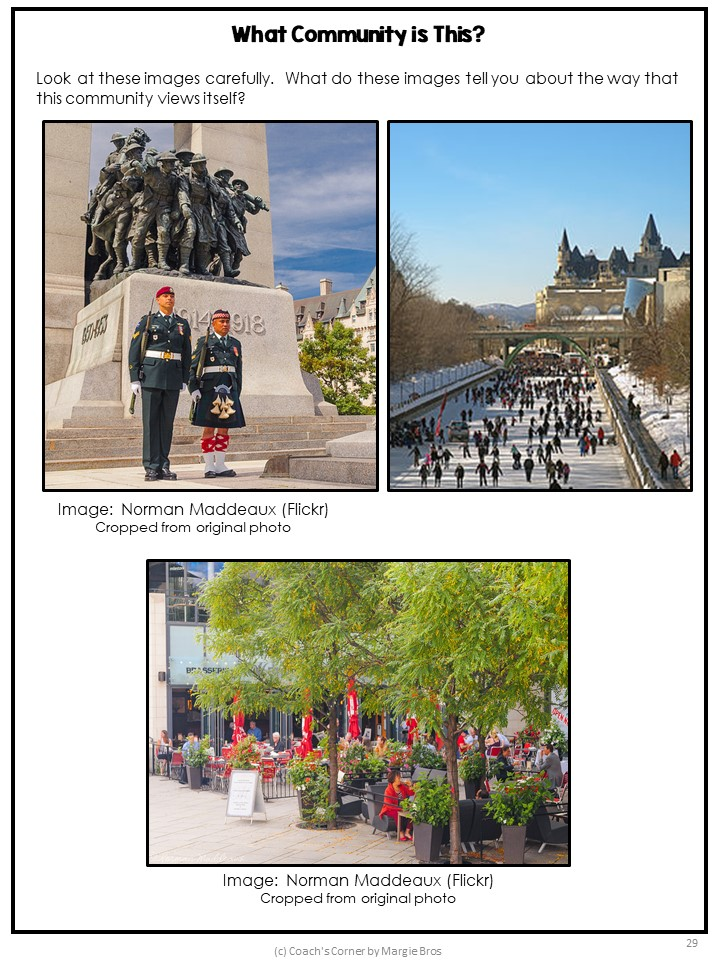 What Community is This?
Look at these images carefully. What do these images tell you about the way that
this community views itself?
1914-1918
Image: Norman Maddeaux (Flickr)
Cropped from original photo
BRASSERIE
Image: Norman Maddeaux (Flickr)
Cropped from original photo
(c) Coach's Corner by Margie Bros
29